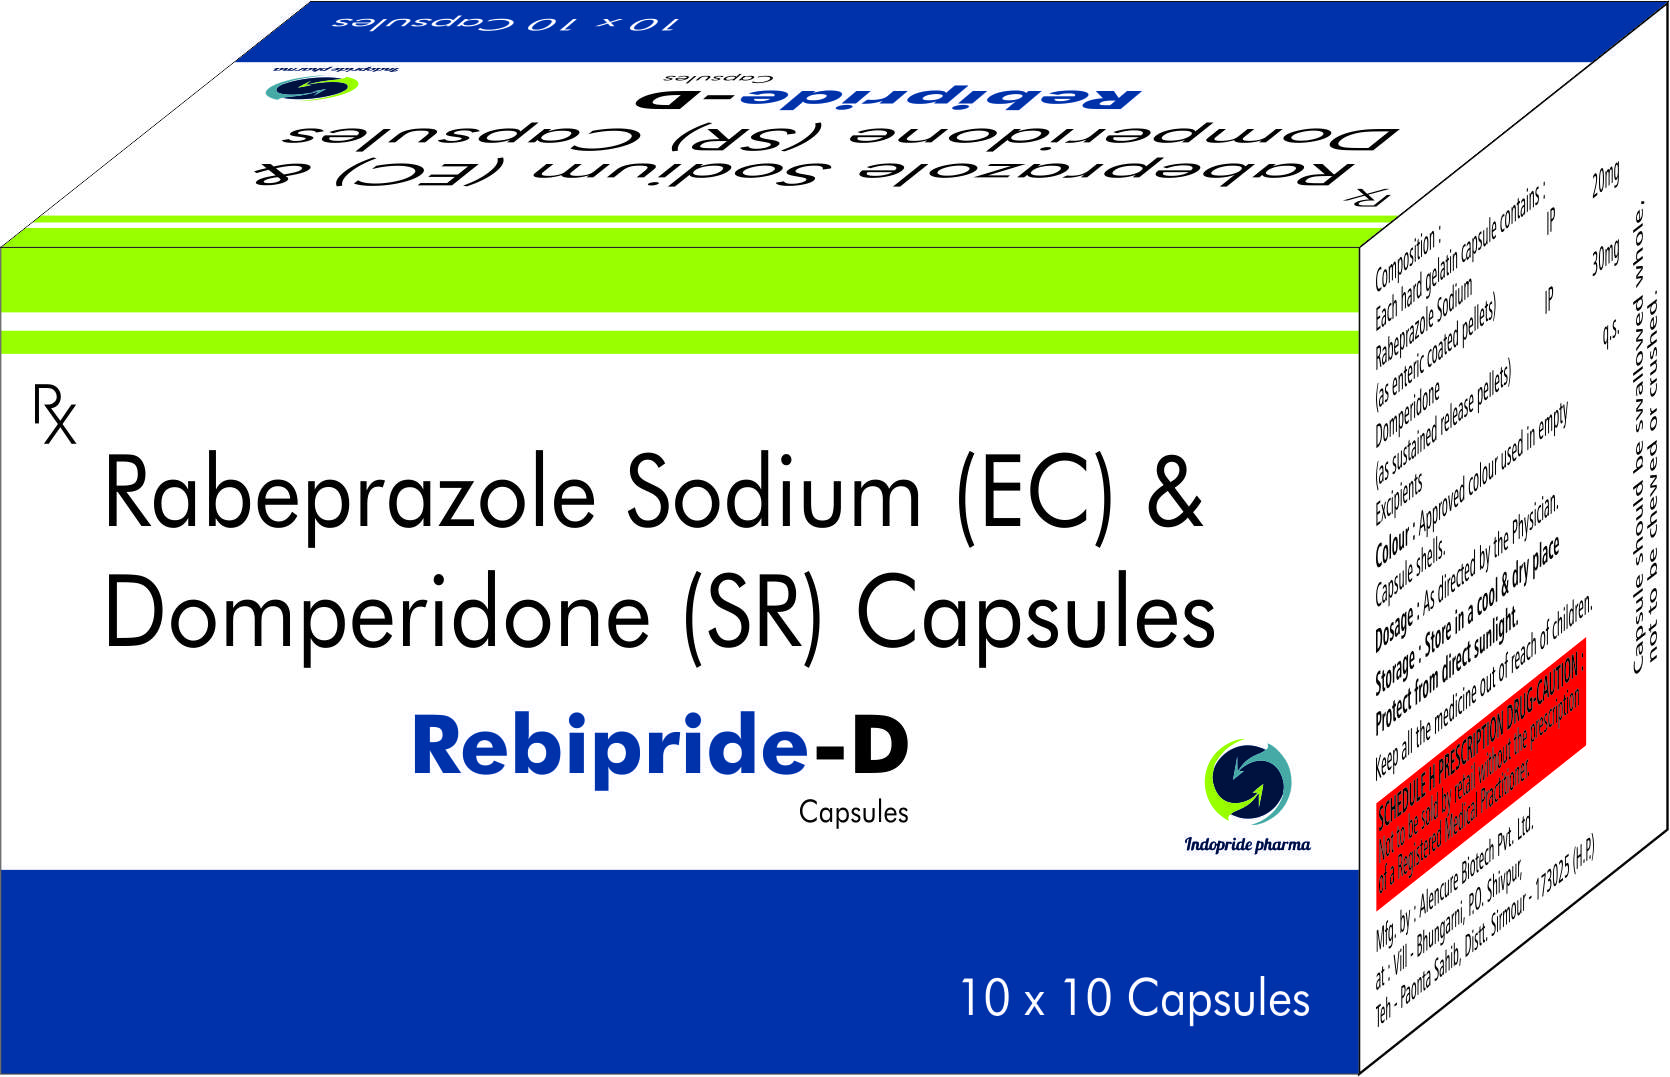 10 x 10 Capsules
Indopride pharma
Capsules
Rebipride-D
Domperidone (SR) Capsules
Rabeprazole Sodium (EC) &
Rx
Rx
Rabeprazole Sodium (EC) &
Domperidone (SR) Capsules
Rebipride-D
Capsules
Indopride pharma
10 x 10 Capsules
Composition :
Each hard gelatin capsule contains :
Rabeprazole Sodium IP 20mg
(as enteric coated pellets)
Domperidone IP 30mg
(as sustained release pellets)
Excipients q.s.
Colour : Approved colour used in empty
Capsule shells.
Dosage : As directed by the Physician.
Storage : Store in a cool & dry place
Protect from direct sunlight.
Keep all the medicine out of reach of children.
SCHEDULE H PRESCRIPTION DRUG-CAUTION :
Not to be sold by retail without the prescription
of a Registered Medical Practitioner.
Mfg. by : Alencure Biotech Pvt. Ltd.
at : Vill - Bhungarni, P.O. Shivpur,
Teh - Paonta Sahib, Distt. Sirmour - 173025 (H.P.)
Capsule should be swallowed whole,
not to be chewed or crushed.